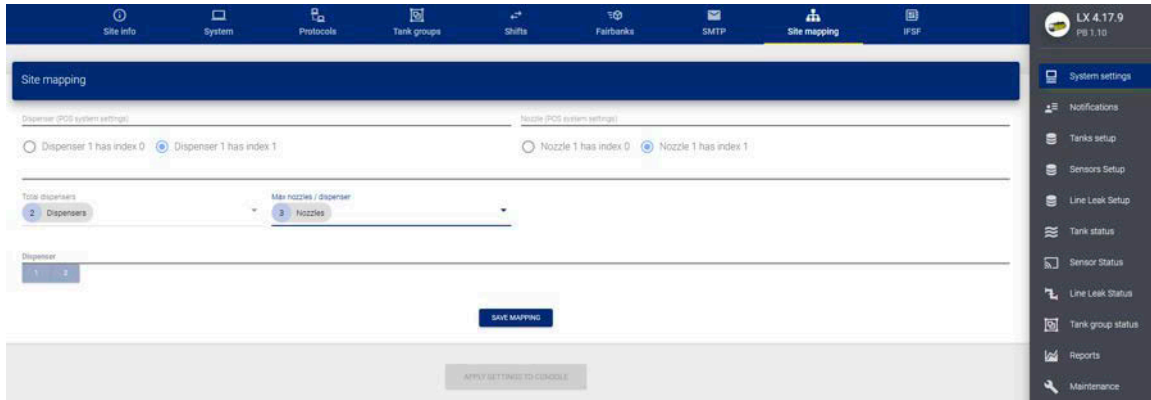 Site info System Protocols Tank groups Shifts Fairbanks SMTP Site mapping IFSF
LX 4.17.9
PB 1.10
Site mapping
Dispenser (POS system settings) Nozzle (POS system settings)
Dispenser 1 has index 0 Dispenser 1 has index 1 Nozzle 1 has index 0 Nozzle 1 has index 1
Total dispensers Max nozzles / dispenser
2 Dispensers 3 Nozzles
Dispenser
1 2
SAVE MAPPING
APPLY SETTINGS TO CONSOLE
System settings
Notifications
Tanks setup
Sensors Setup
Line Leak Setup
Tank status
Sensor Status
Line Leak Status
Tank group status
Reports
Maintenance